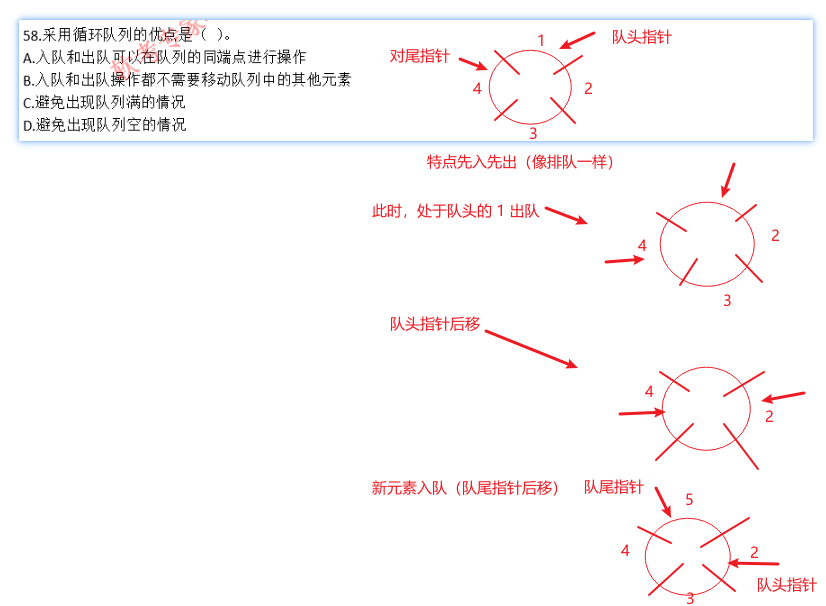 58.采用循环队列的优点是（ ）。
A.入队和出队可以在队列的同端点进行操作
B.入队和出队操作都不需要移动队列中的其他元素
C.避免出现队列满的情况
D.避免出现队列空的情况
软考专家
对尾指针
1
队头指针
4
2
3
特点先入先出（像排队一样）
此时，处于队头的 1 出队
4
2
3
队头指针后移
4
2
新元素入队（队尾指针后移）
队尾指针
5
4
2
队头指针
3